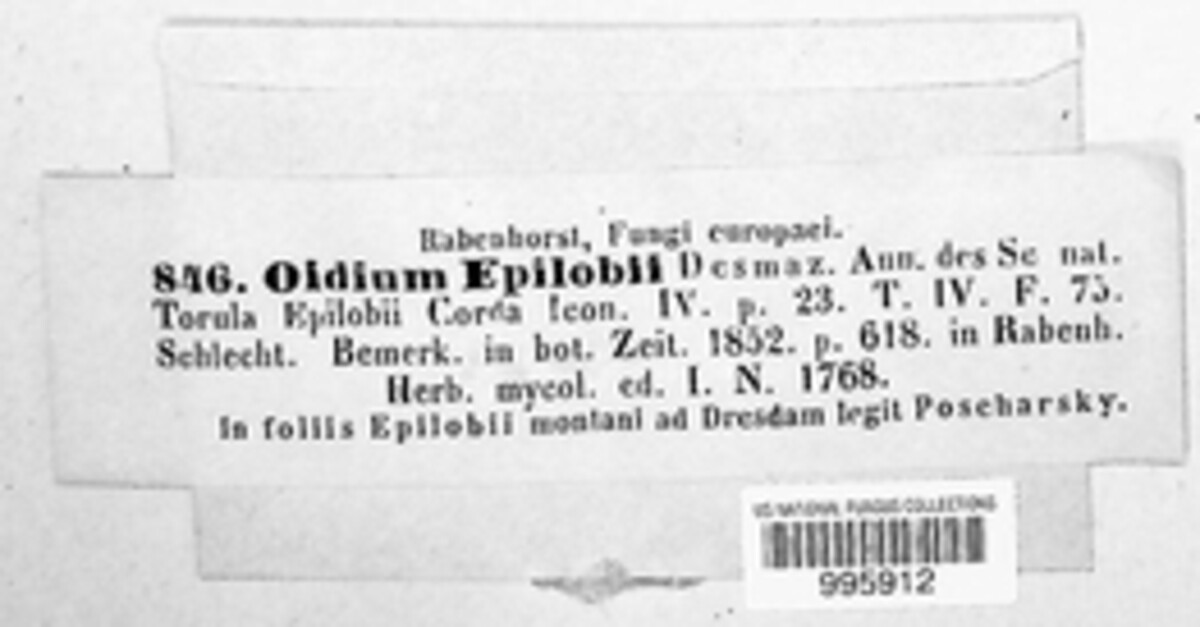 Rabenhorst, Fungi europaei.
846. Oidium Epilobii Desmaz. Ann. des Sc nat.
Torula Epilobii Corda Icon. IV. p. 23. T. IV. F. 75.
Schlecht. Bemerk. in bot. Zeit. 1852. p. 618. in Rabenh.
Herb. mycol. ed. I. N. 1768.
In foliis Epilobii montani ad Dresdam legit Poscharsky.
US NATIONAL FUNGUS COLLECTIONS
995912